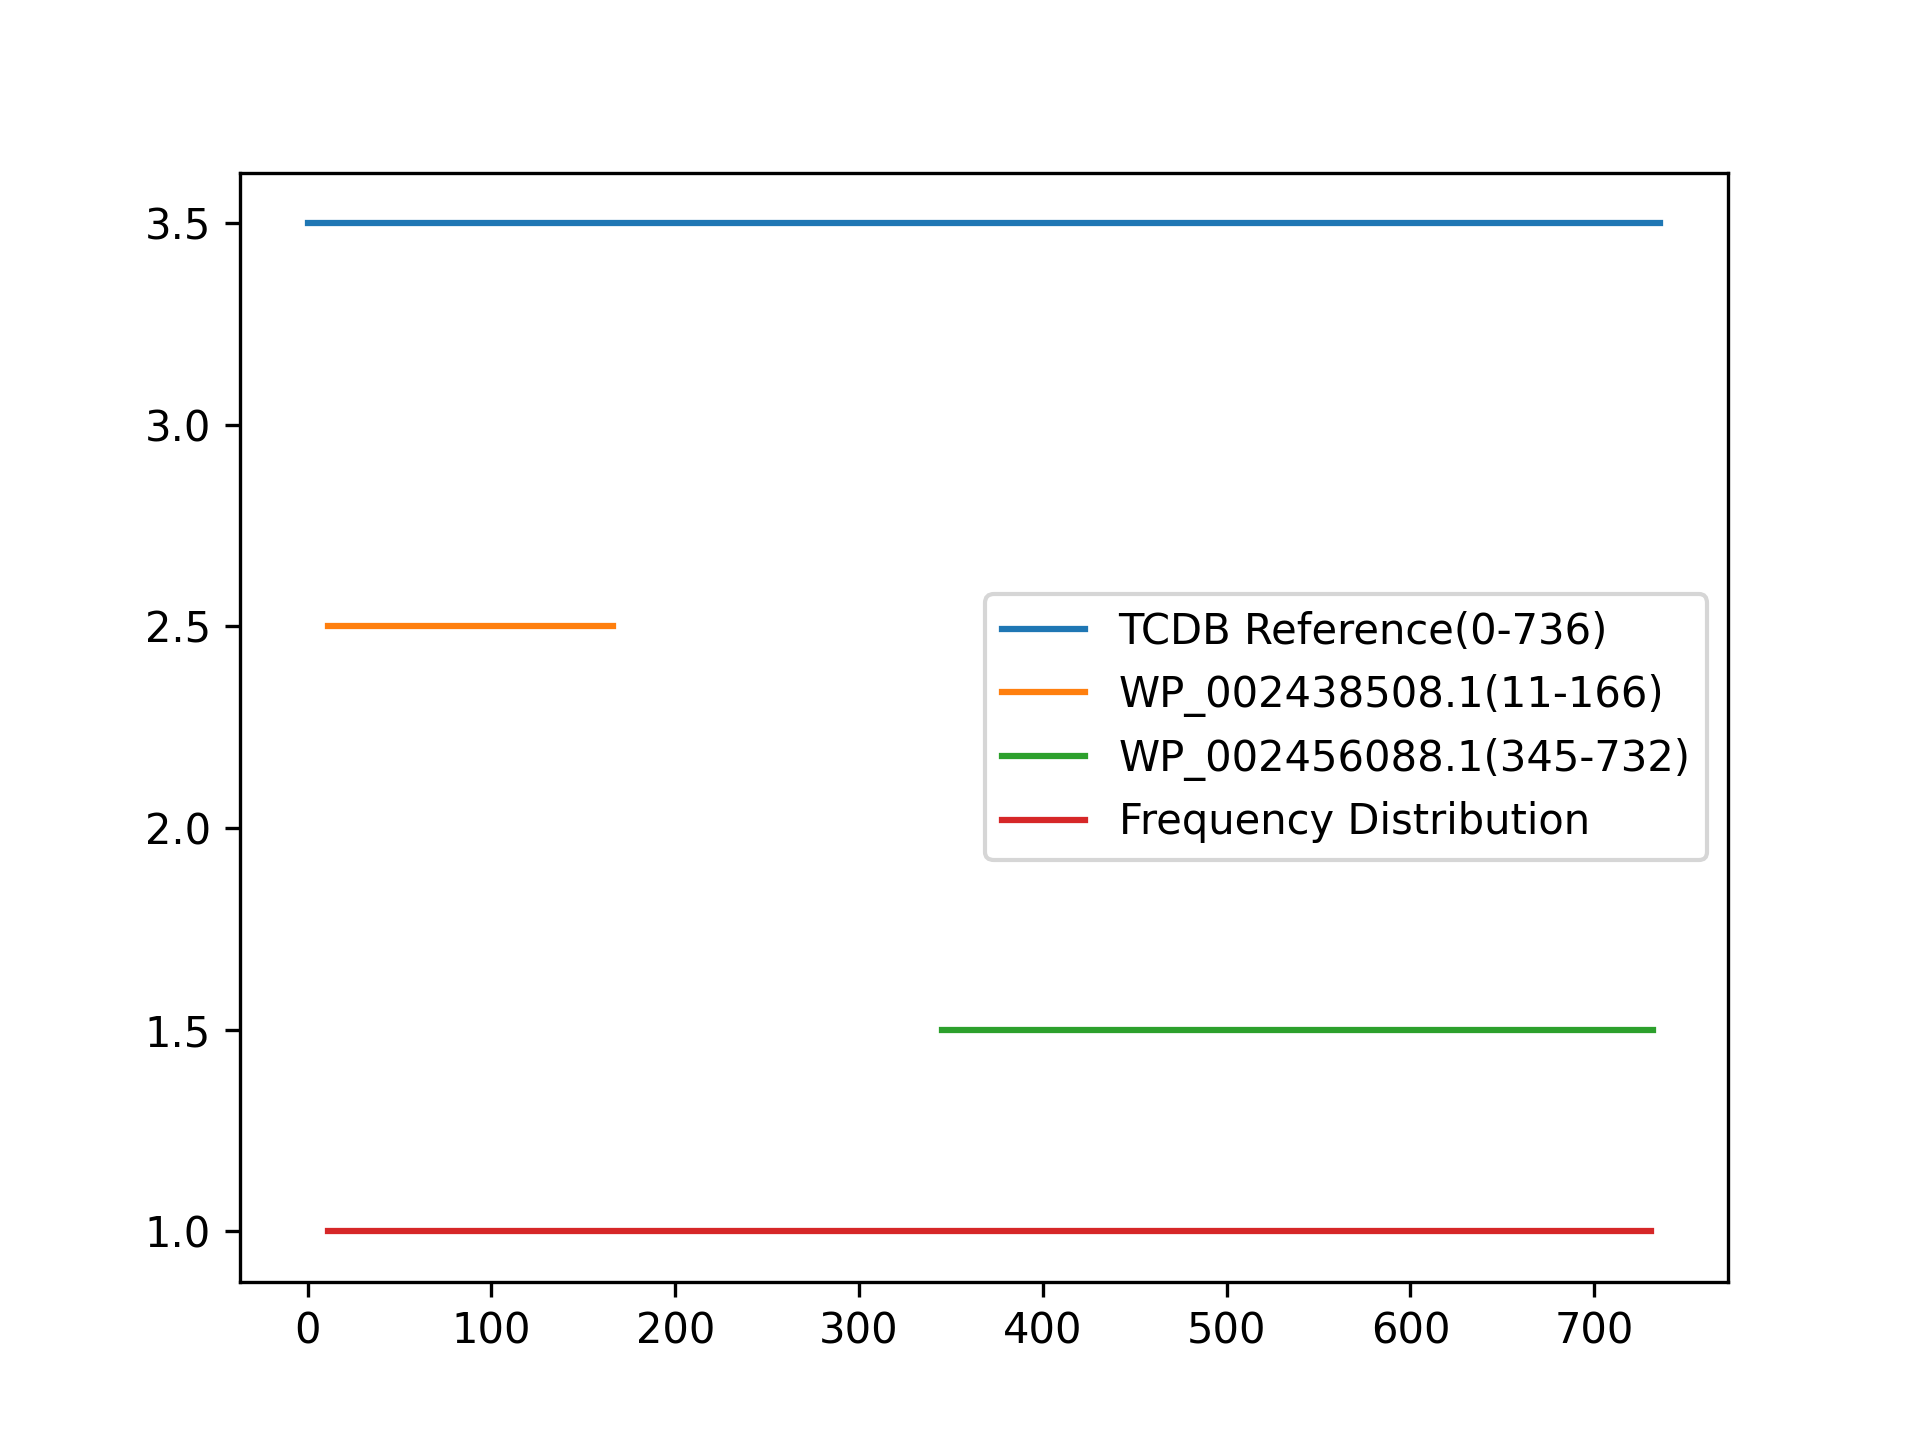 3.5
3.0
2.5
2.0
1.5
1.0
TCDB Reference(0-736)
WP_002438508.1(11-166)
WP_002456088.1(345-732)
Frequency Distribution
0 100 200 300 400 500 600 700